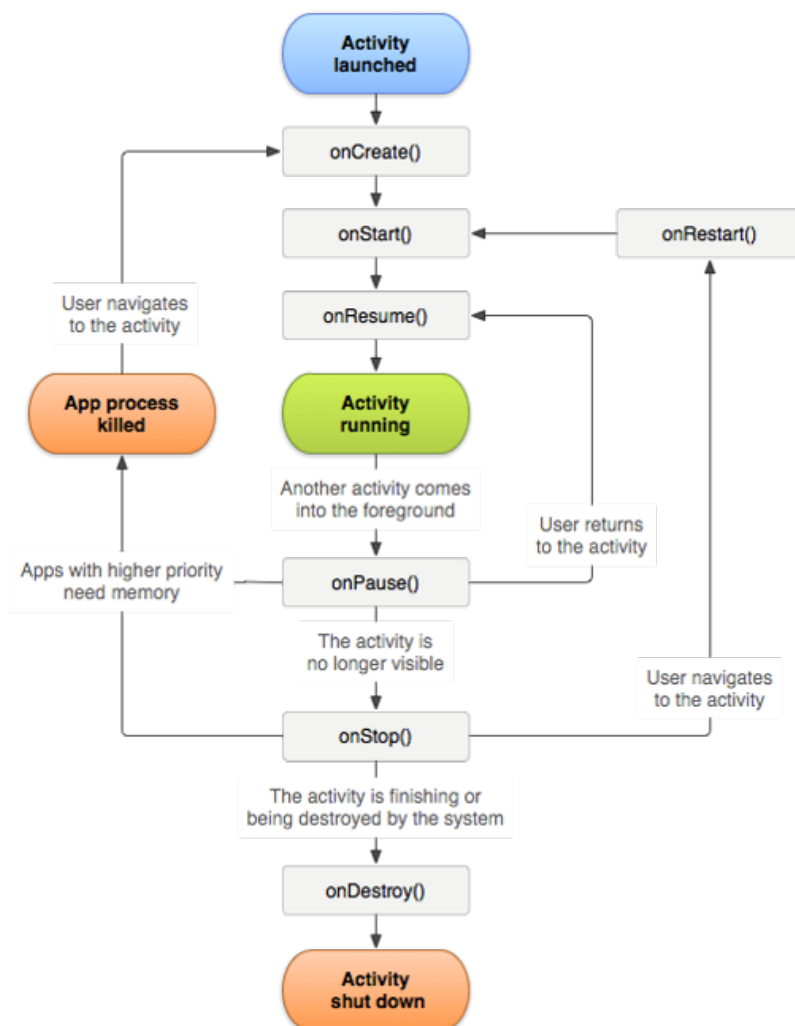 Activity
launched
onCreate()
onStart()
onRestart()
User navigates
to the activity
onResume()
App process
killed
Activity
running
Another activity comes
into the foreground
User returns
to the activity
Apps with higher priority
need memory
onPause()
The activity is
no longer visible
User navigates
to the activity
onStop()
The activity is finishing or
being destroyed by the system
onDestroy()
Activity
shut down